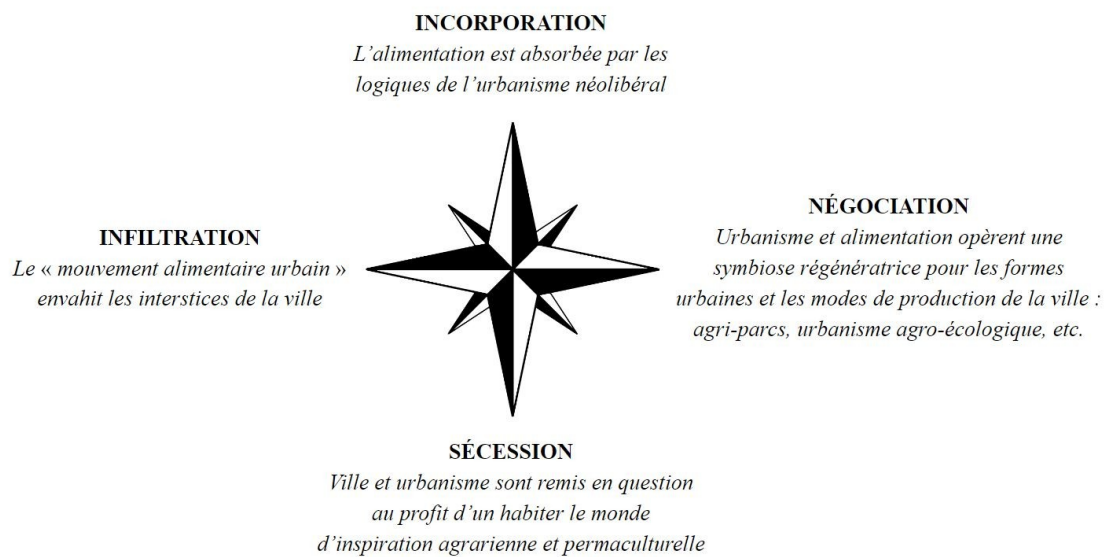 INCORPORATION
L’alimentation est absorbée par les
logiques de l’urbanisme néolibéral
INFILTRATION
Le « mouvement alimentaire urbain »
envahit les interstices de la ville
NÉGOCIATION
Urbanisme et alimentation opèrent une
symbiose régénératrice pour les formes
urbaines et les modes de production de la ville :
agri-parcs, urbanisme agro-écologique, etc.
SÉCESSION
Ville et urbanisme sont remis en question
au profit d’un habiter le monde
d’inspiration agrarienne et permaculturelle